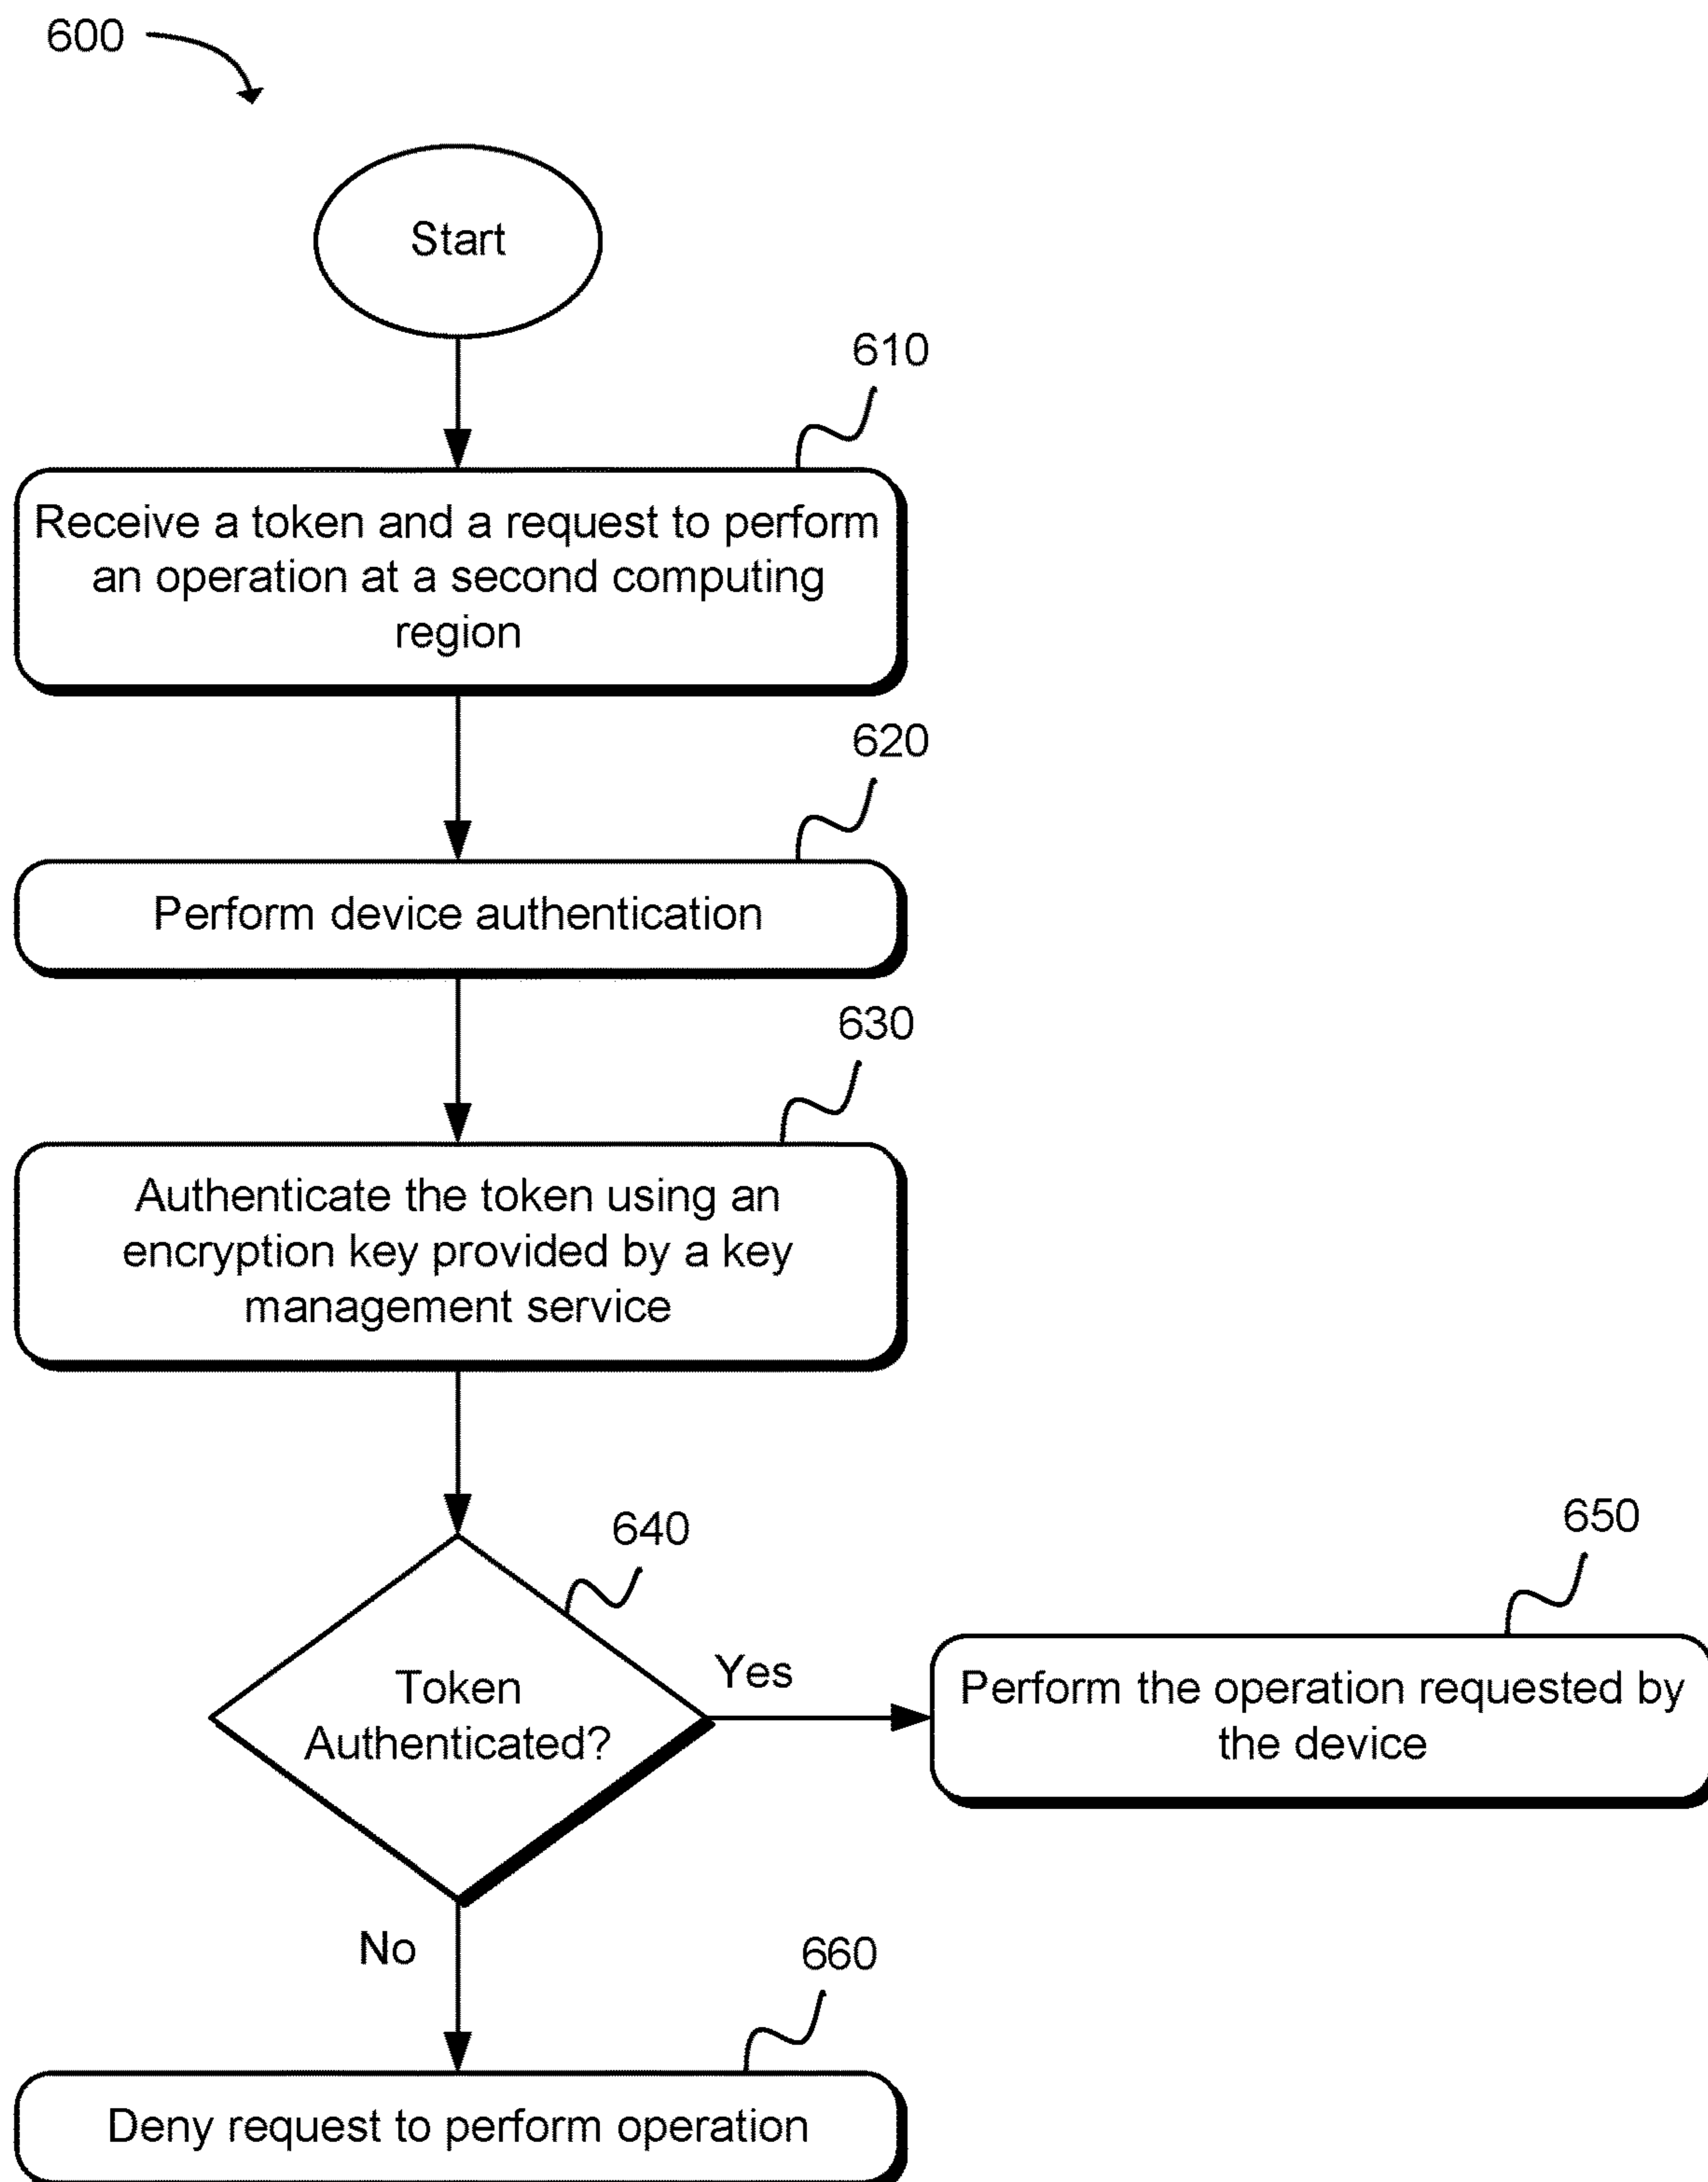 600
Start
610
Receive a token and a request to perform
an operation at a second computing
region
620
Perform device authentication
630
Authenticate the token using an
encryption key provided by a key
management service
640
Token
Authenticated?
Yes
650
Perform the operation requested by
the device
No
660
Deny request to perform operation